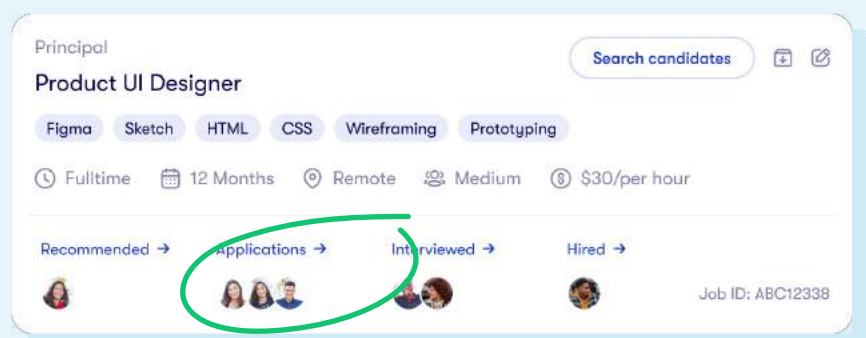 Principal
Search candidates
Product UI Designer
Figma Sketch HTML CSS Wireframing Prototyping
Fulltime 12 Months Remote Medium $30/per hour
Recommended → Applications → Interviewed → Hired →
Job ID: ABC12338